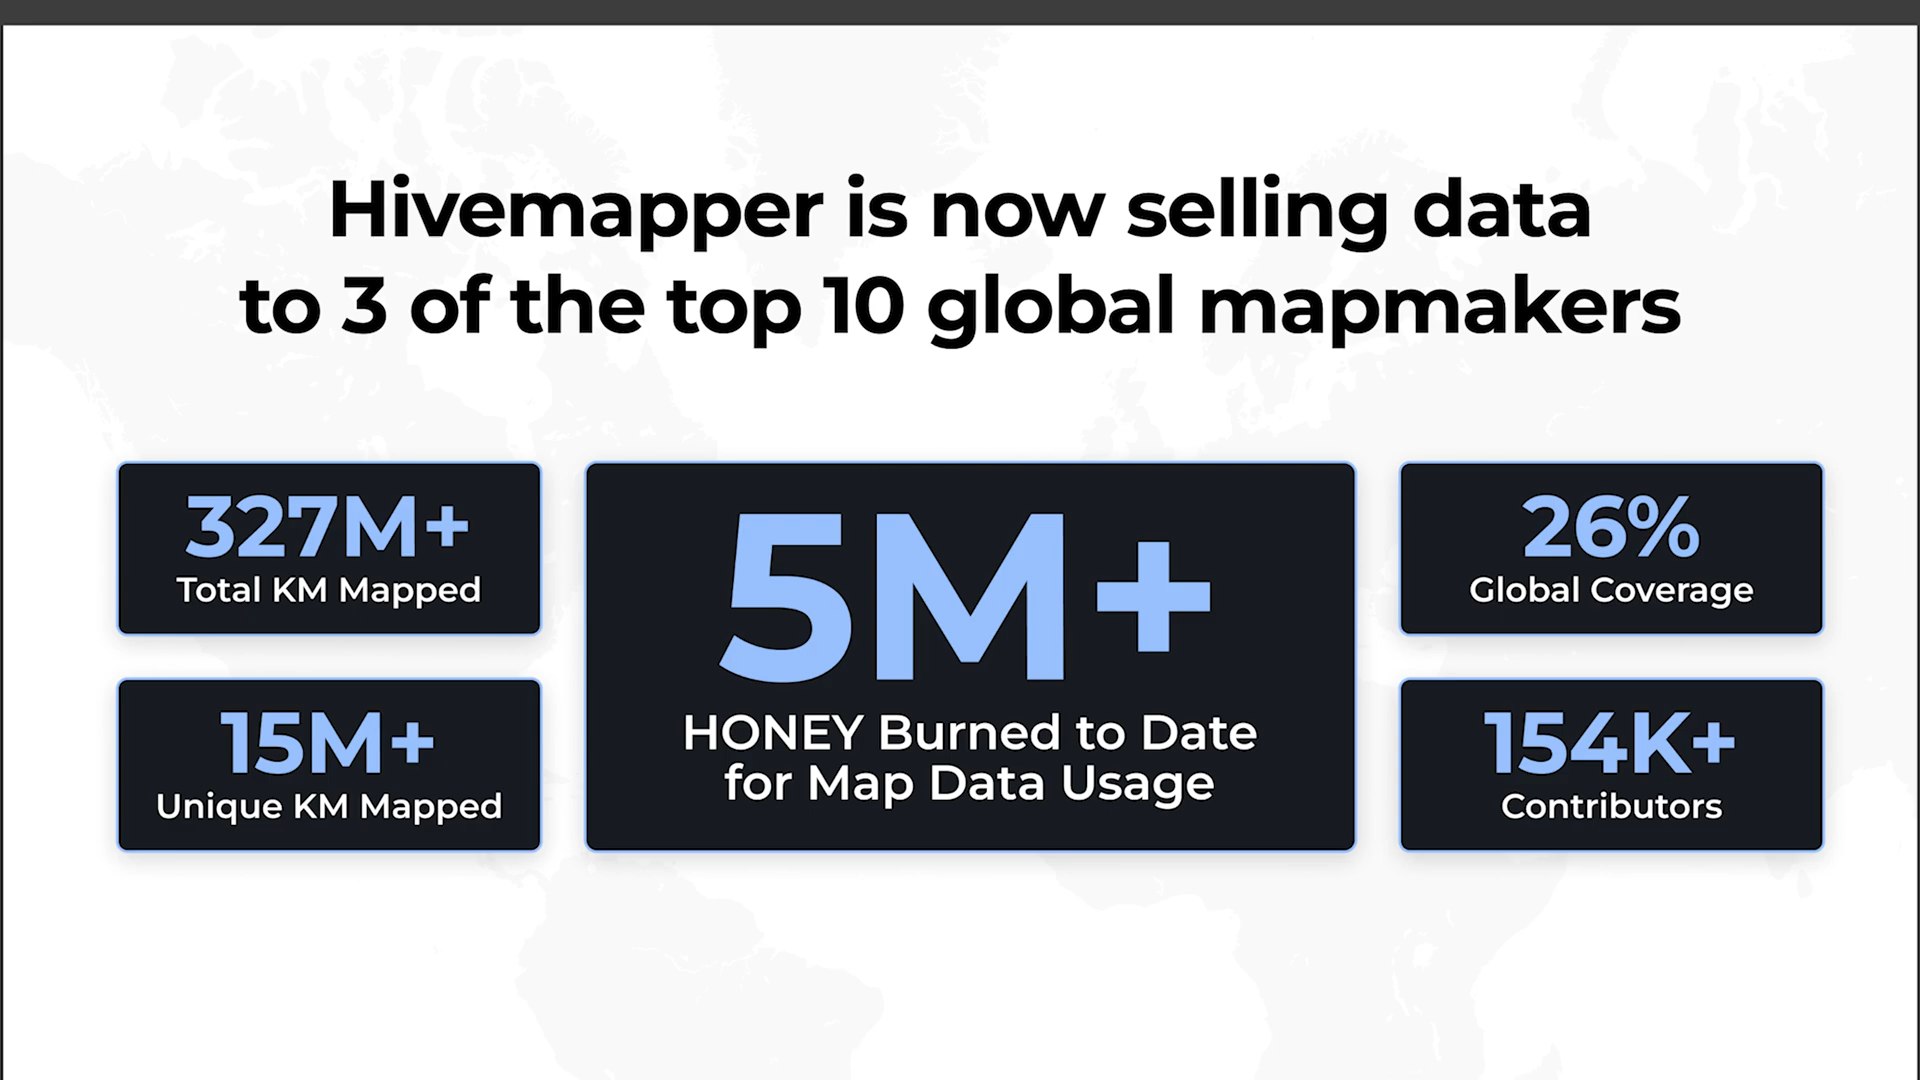 Hivemapper is now selling data
to 3 of the top 10 global mapmakers
327M+
Total KM Mapped
15M+
Unique KM Mapped
5M+
HONEY Burned to Date
for Map Data Usage
26%
Global Coverage
154K+
Contributors